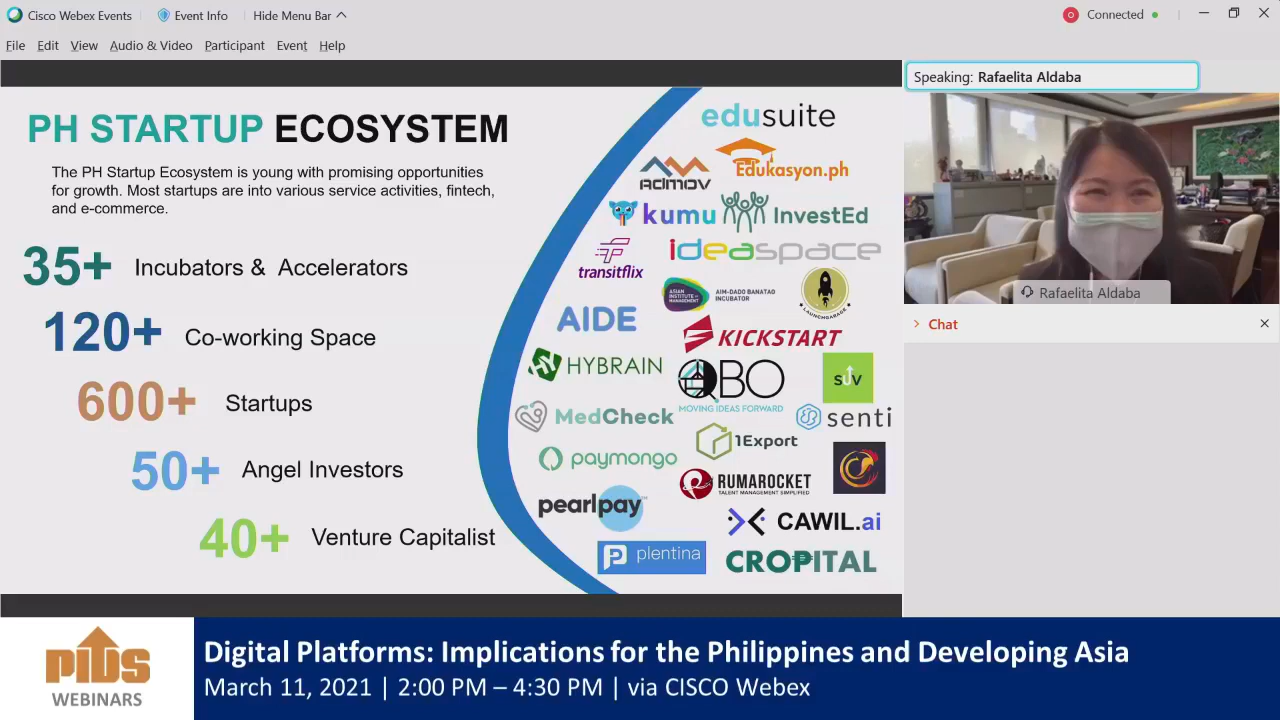 Cisco Webex Events
Event Info
Hide Menu Bar
Connected
File Edit View Audio & Video Participant Event Help
Speaking: Rafaelita Aldaba
Rafaelita Aldaba
Chat
PH STARTUP ECOSYSTEM
The PH Startup Ecosystem is young with promising opportunities
for growth. Most startups are into various service activities, fintech,
and e-commerce.
35+ Incubators & Accelerators
120+ Co-working Space
600+ Startups
50+ Angel Investors
40+ Venture Capitalist
edusuite
ADMOV
Edukasyon.ph
kumu
InvestEd
transitflix
ideaspace
ASIAN
INSTITUTE OF
MANAGEMENT
AIM-DADO BANATAO
INCUBATOR
LAUNCHGARAGE
AIDE
KICKSTART
HYBRAIN
QBO
MOVING IDEAS FORWARD
SUV
MedCheck
senti
1Export
paymongo
RUMAROCKET
TALENT MANAGEMENT SIMPLIFIED
pearlpay
CAWIL.ai
plentina
CROPITAL
pids
WEBINARS
Digital Platforms: Implications for the Philippines and Developing Asia
March 11, 2021 | 2:00 PM – 4:30 PM | via CISCO Webex